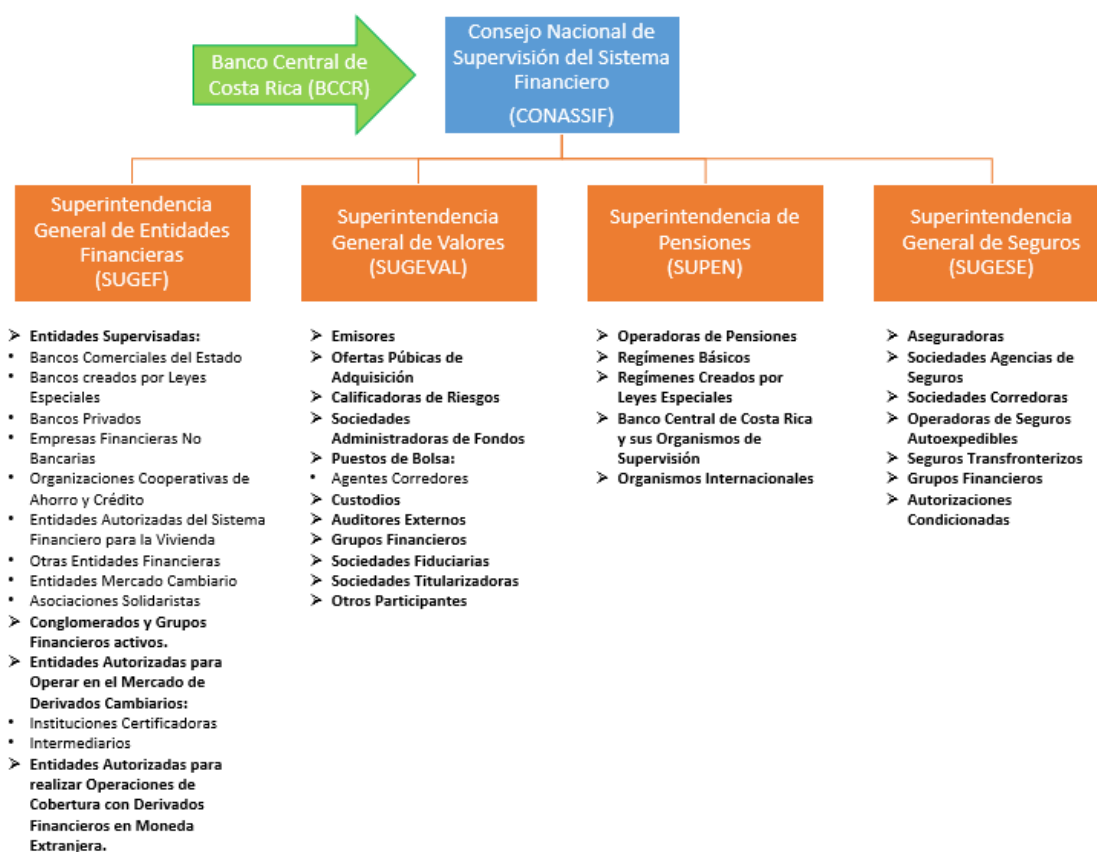 Banco Central de
Costa Rica (BCCR)
Consejo Nacional de
Supervisión del Sistema
Financiero
(CONASSIF)
Superintendencia
General de Entidades
Financieras
(SUGEF)
➢ Entidades Supervisadas:
• Bancos Comerciales del Estado
• Bancos creados por Leyes
Especiales
• Bancos Privados
• Empresas Financieras No
Bancarias
• Organizaciones Cooperativas de
Ahorro y Crédito
• Entidades Autorizadas del Sistema
Financiero para la Vivienda
• Otras Entidades Financieras
• Entidades Mercado Cambiario
• Asociaciones Solidaristas
➢ Conglomerados y Grupos
Financieros activos.
➢ Entidades Autorizadas para
Operar en el Mercado de
Derivados Cambiarios:
• Instituciones Certificadoras
• Intermediarios
➢ Entidades Autorizadas para
realizar Operaciones de
Cobertura con Derivados
Financieros en Moneda
Extranjera.
Superintendencia
General de Valores
(SUGEVAL)
➢ Emisores
➢ Ofertas Púbicas de
Adquisición
➢ Calificadoras de Riesgos
➢ Sociedades
Administradoras de Fondos
➢ Puestos de Bolsa:
• Agentes Corredores
➢ Custodios
➢ Auditores Externos
➢ Grupos Financieros
➢ Sociedades Fiduciarias
➢ Sociedades Titularizadoras
➢ Otros Participantes
Superintendencia de
Pensiones
(SUPEN)
➢ Operadoras de Pensiones
➢ Regímenes Básicos
➢ Regímenes Creados por
Leyes Especiales
➢ Banco Central de Costa Rica
y sus Organismos de
Supervisión
➢ Organismos Internacionales
Superintendencia
General de Seguros
(SUGESE)
➢ Aseguradoras
➢ Sociedades Agencias de
Seguros
➢ Sociedades Corredoras
➢ Operadoras de Seguros
Autoexpedibles
➢ Seguros Transfronterizos
➢ Grupos Financieros
➢ Autorizaciones
Condicionadas